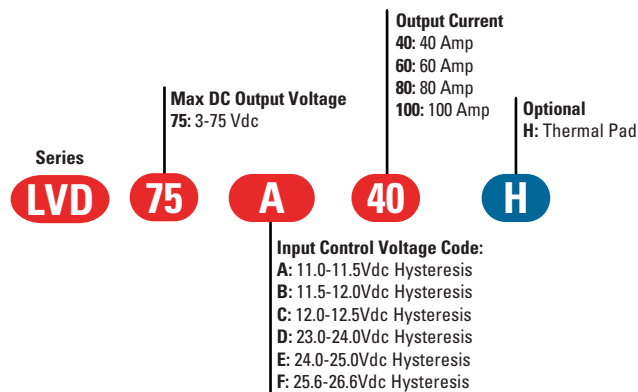 Output Current
40: 40 Amp
60: 60 Amp
80: 80 Amp
100: 100 Amp
Max DC Output Voltage
75: 3-75 Vdc
Optional
H: Thermal Pad
Series
LVD 75 A 40 H
Input Control Voltage Code:
A: 11.0-11.5Vdc Hysteresis
B: 11.5-12.0Vdc Hysteresis
C: 12.0-12.5Vdc Hysteresis
D: 23.0-24.0Vdc Hysteresis
E: 24.0-25.0Vdc Hysteresis
F: 25.6-26.6Vdc Hysteresis